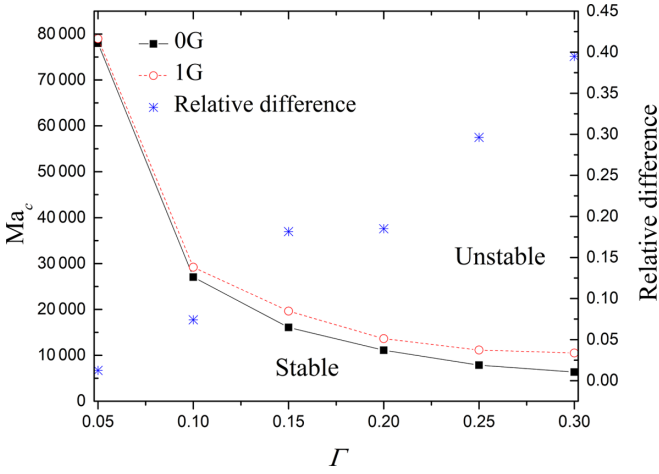 0G
1G
Relative difference
Unstable
Stable
Ma_c
80 000
70 000
60 000
50 000
40 000
30 000
20 000
10 000
0
0.45
0.40
0.35
0.30
0.25
0.20
0.15
0.10
0.05
0.00
Relative difference
0.05 0.10 0.15 0.20 0.25 0.30
Γ